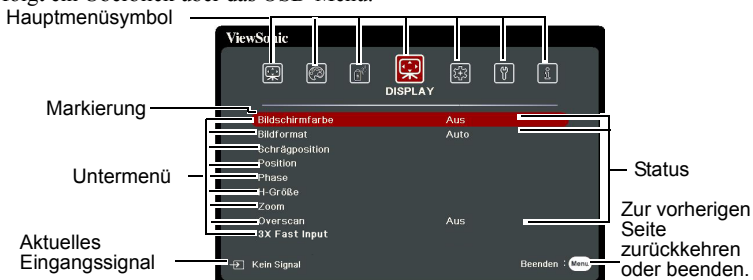 Hauptmenüsymbol
ViewSonic
DISPLAY
Markierung
Bildschirmfarbe Aus
Bildformat Auto
Schrägposition
Position
Phase
H-Größe
Zoom
Overscan Aus
3X Fast Input
Untermenü
Status
Aktuelles
Eingangssignal
Kein Signal
Beenden : Menu
Zur vorherigen
Seite
zurückkehren
oder beenden.